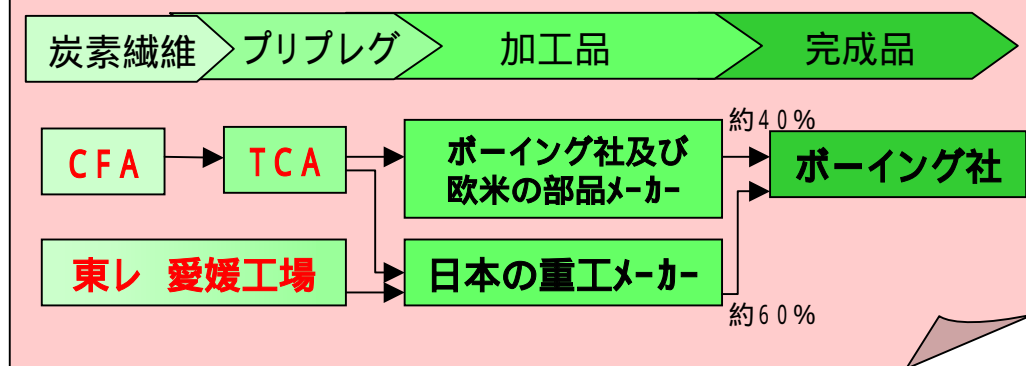 炭素繊維 プリプレグ 加工品 完成品
約40%
CFA TCA ボーイング社及び
欧米の部品メーカー
ボーイング社
東レ 愛媛工場 日本の重工メーカー
約60%